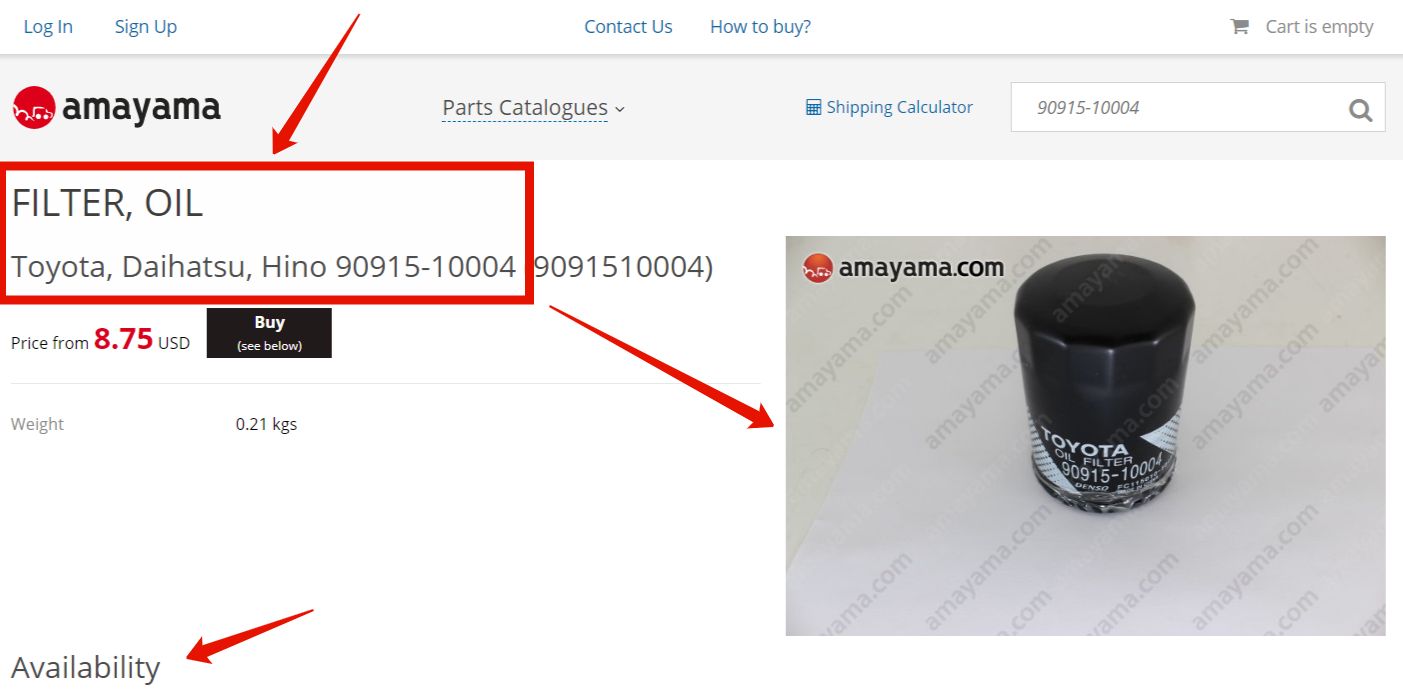 Log In Sign Up Contact Us How to buy? Cart is empty
amayama Parts Catalogues Shipping Calculator 90915-10004
FILTER, OIL
Toyota, Daihatsu, Hino 90915-10004 9091510004)
Price from 8.75 USD
Buy
(see below)
Weight 0.21 kgs
amayama.com
TOYOTA
OIL FILTER
90915-10004
DENSO
Availability